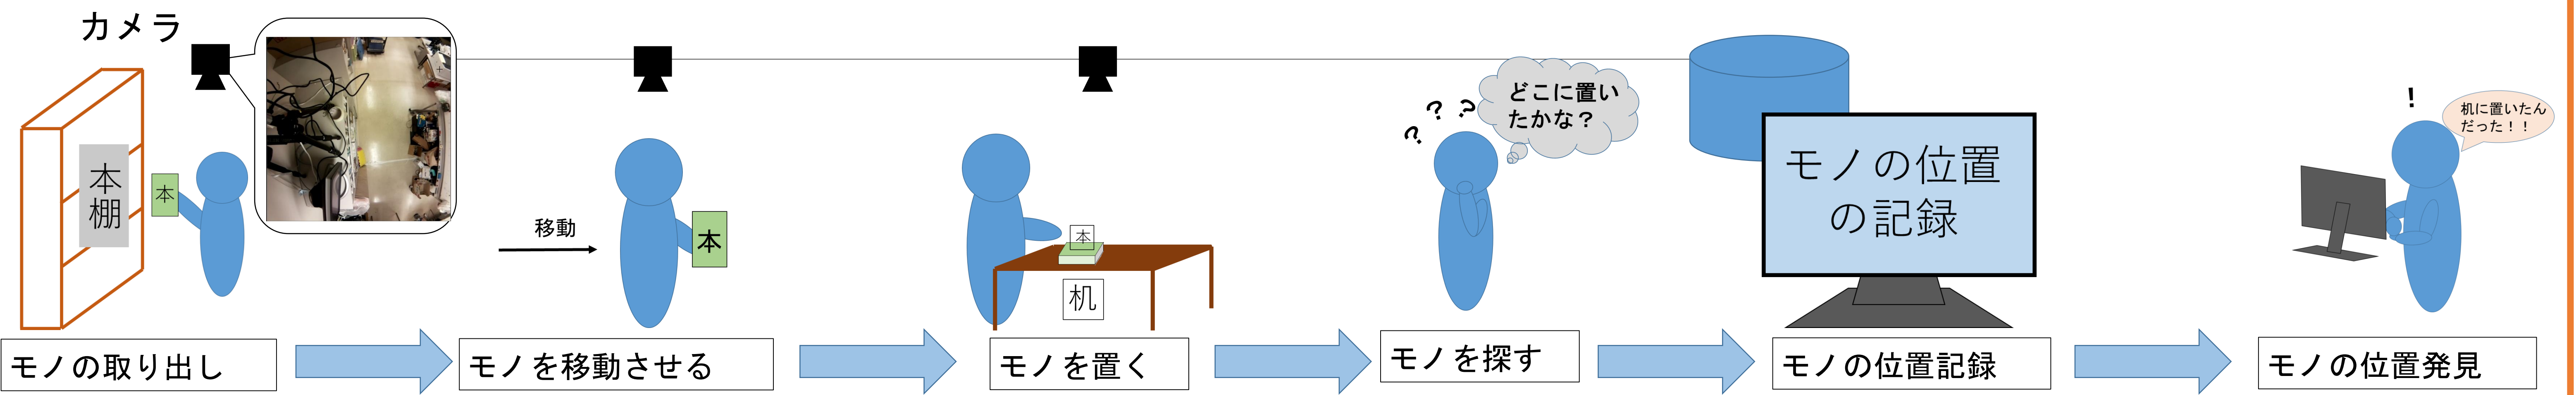 カメラ
本
棚
本
移動
本
本
机
? ? ?
どこに置い
たかな？
モノの位置
の記録
!
机に置いたん
だった！！
モノの取り出し
モノを移動させる
モノを置く
モノを探す
モノの位置記録
モノの位置発見